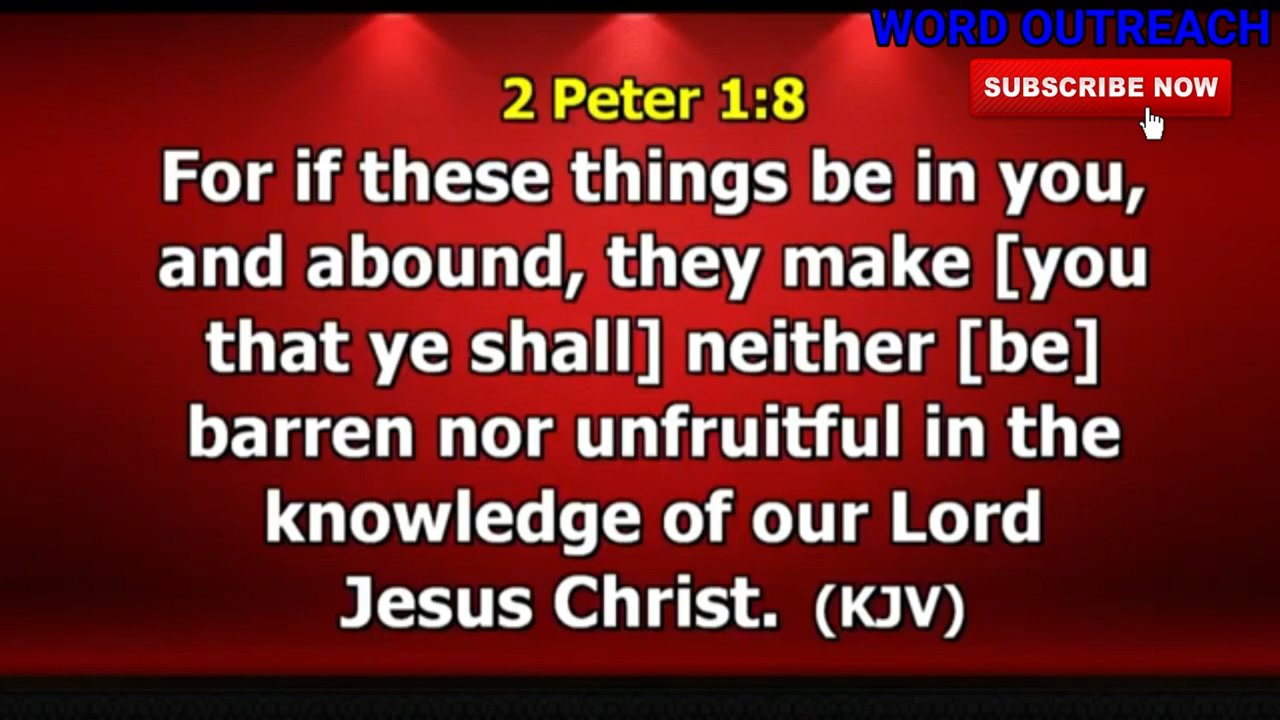 WORD OUTREACH
SUBSCRIBE NOW
2 Peter 1:8
For if these things be in you,
and abound, they make [you
that ye shall] neither [be]
barren nor unfruitful in the
knowledge of our Lord
Jesus Christ. (KJV)